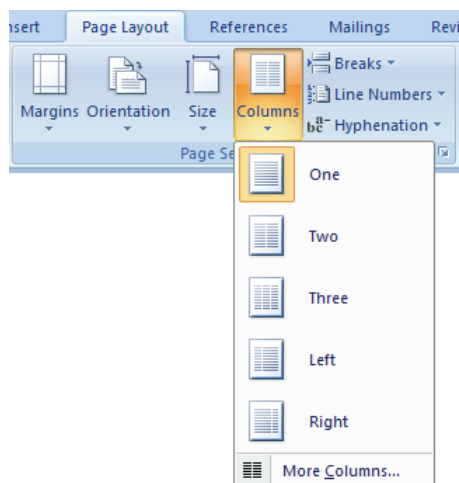 nsert Page Layout References Mailings Revi
Breaks
Line Numbers
Margins Orientation Size Columns
bc a- Hyphenation
Page Se
One
Two
Three
Left
Right
More Columns...